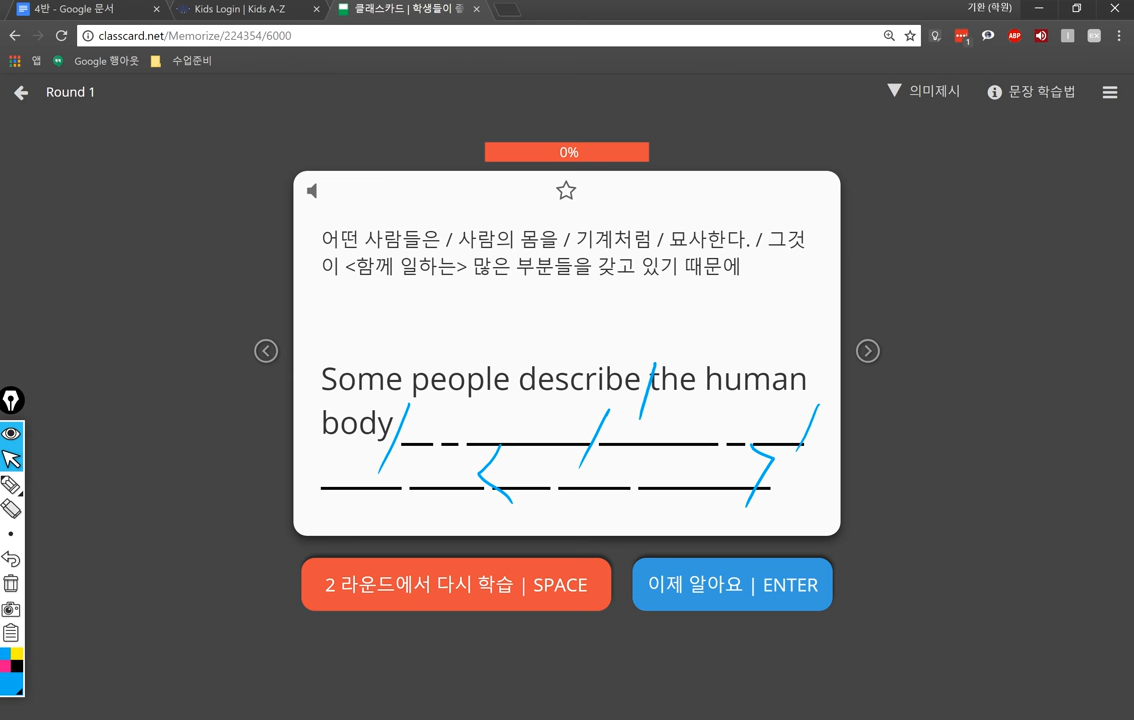 4반 - Google 문서
Kids Login | Kids A-Z
클래스카드 | 학생들이 좋
기환 (학원)
classcard.net/Memorize/224354/6000
1
ABP
앱
Google 행아웃
수업준비
Round 1
의미제시
문장 학습법
0%
어떤 사람들은 / 사람의 몸을 / 기계처럼 / 묘사한다. / 그것
이 <함께 일하는> 많은 부분들을 갖고 있기 때문에
Some people describe the human
body
2 라운드에서 다시 학습 | SPACE
이제 알아요 | ENTER